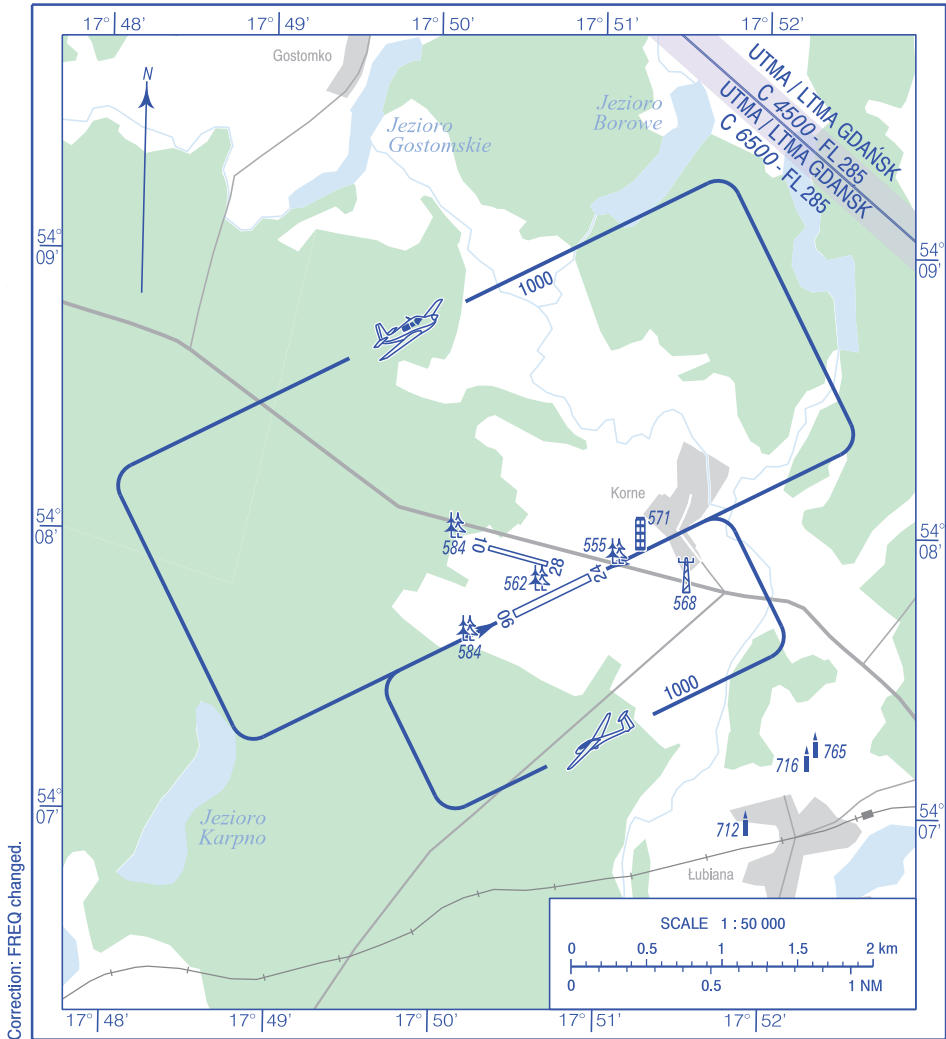 17° 48' 17° 49' 17° 50' 17° 51' 17° 52'
Gostomko
N
UTMA / LTMA GDAŃSK
C 4500 - FL 285
UTMA / LTMA GDAŃSK
C 6500 - FL 285
Jezioro
Gostomskie
Jezioro
Borowe
54°
09'
54°
09'
1000
Korne
54°
08'
54°
08'
571
584
10
28
555
562
24
568
06
584
1000
765
716
54°
07'
54°
07'
Jezioro
Karpno
712
Łubiana
SCALE 1 : 50 000
0 0.5 1 1.5 2 km
0 0.5 1 NM
17° 48' 17° 49' 17° 50' 17° 51' 17° 52'
Correction: FREQ changed.